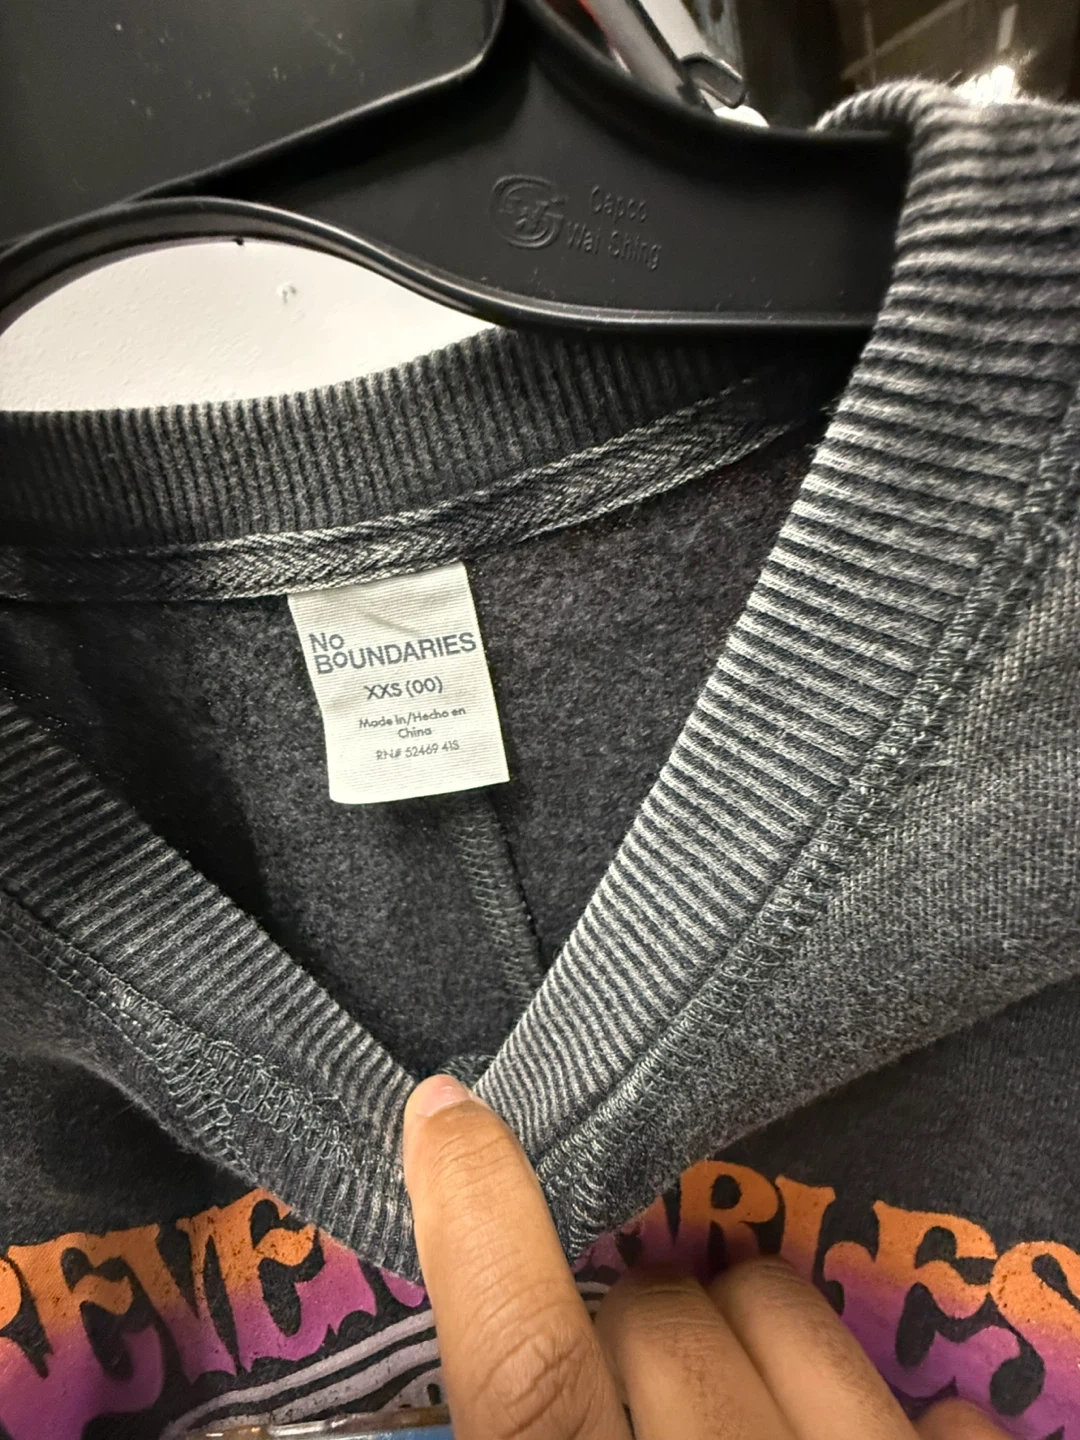 Capco
Wai Shing
No
BOUNDARIES
XXS (00)
Made in/Hecho en
China
RN# 52469 41S